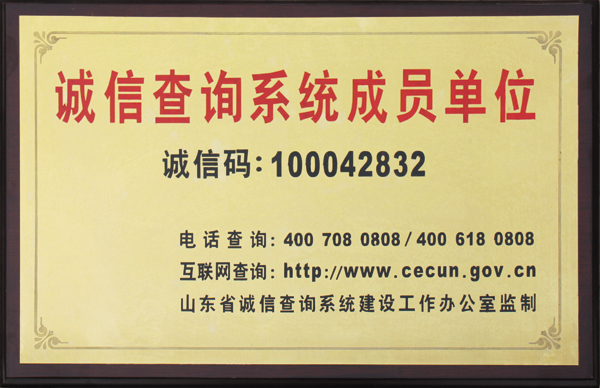 诚信查询系统成员单位
诚信码:100042832
电话查询:400 708 0808/400 618 0808
互联网查询:http://www.cecun.gov.cn
山东省诚信查询系统建设工作办公室监制